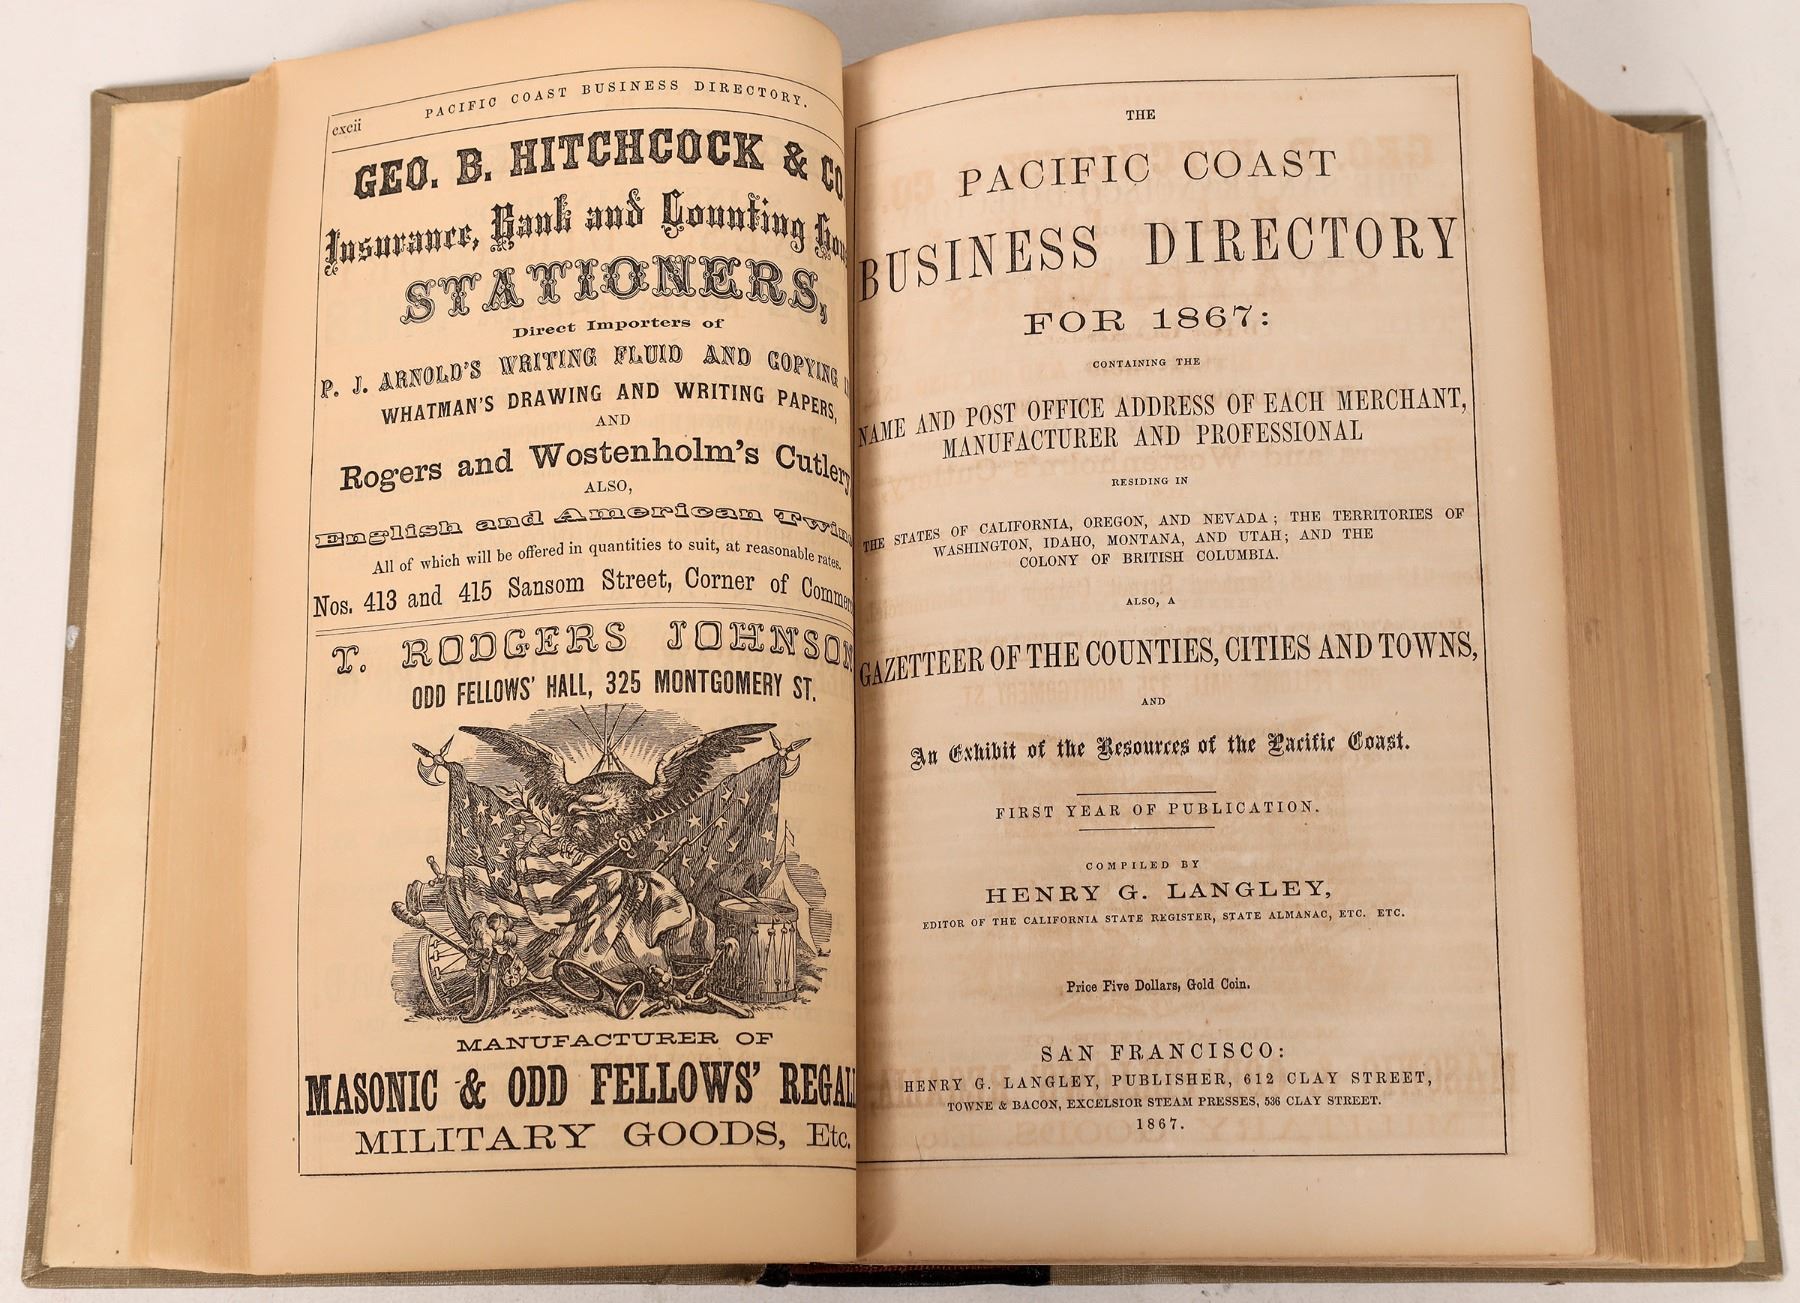 cxcii
PACIFIC COAST BUSINESS DIRECTORY.
GEO. B. HITCHCOCK & CO
Insurance, Bank and Counting
STATIONERS,
Direct Importers of
P. J. ARNOLD'S WRITING FLUID AND COPYING
WHATMAN'S DRAWING AND WRITING PAPERS,
AND
Rogers and Wostenholm's Cutlery
ALSO,
English and American Twine
All of which will be offered in quantities to suit, at reasonable rates.
Nos. 413 and 415 Sansom Street, Corner of Commer
T. RODGERS JOHNSON
ODD FELLOWS' HALL, 325 MONTGOMERY ST.
MANUFACTURER OF
MASONIC & ODD FELLOWS' REGALI
MILITARY GOODS, Etc.
THE
PACIFIC COAST
BUSINESS DIRECTORY
FOR 1867:
CONTAINING THE
NAME AND POST OFFICE ADDRESS OF EACH MERCHANT,
MANUFACTURER AND PROFESSIONAL
RESIDING IN
THE STATES OF CALIFORNIA, OREGON, AND NEVADA; THE TERRITORIES OF
WASHINGTON, IDAHO, MONTANA, AND UTAH; AND THE
COLONY OF BRITISH COLUMBIA.
ALSO, A
GAZETTEER OF THE COUNTIES, CITIES AND TOWNS,
AND
An Exhibit of the Resources of the Pacific Coast.
FIRST YEAR OF PUBLICATION.
COMPILED BY
HENRY G. LANGLEY,
EDITOR OF THE CALIFORNIA STATE REGISTER, STATE ALMANAC, ETC. ETC.
Price Five Dollars, Gold Coin.
SAN FRANCISCO:
HENRY G. LANGLEY, PUBLISHER, 612 CLAY STREET,
TOWNE & BACON, EXCELSIOR STEAM PRESSES, 536 CLAY STREET.
1867.